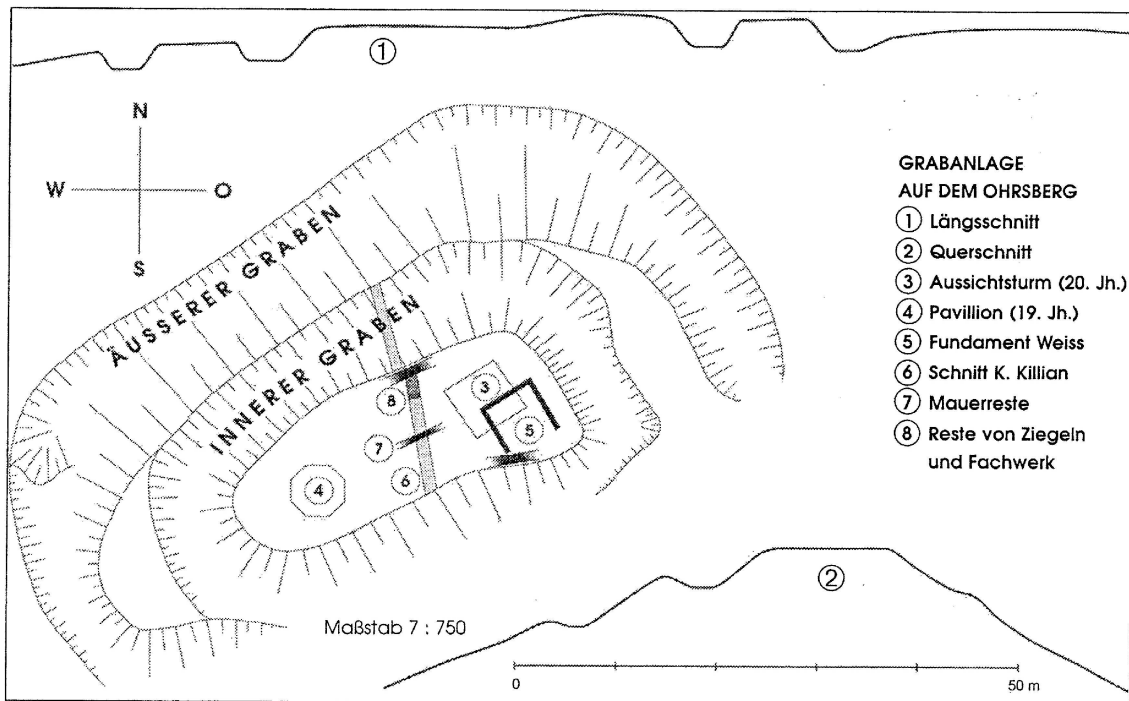 ①
N
W O
S
ÄUSSERER GRABEN
INNERER GRABEN
③
⑧
⑤
⑦
⑥
④
GRABANLAGE
AUF DEM OHRSBERG
① Längsschnitt
② Querschnitt
③ Aussichtsturm (20. Jh.)
④ Pavillion (19. Jh.)
⑤ Fundament Weiss
⑥ Schnitt K. Killian
⑦ Mauerreste
⑧ Reste von Ziegeln
und Fachwerk
②
Maßstab 7 : 750
0 50 m